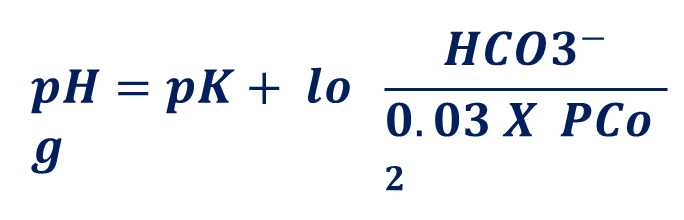 HCO3−
pH = pK + lo
g
0.03 X PCo
2